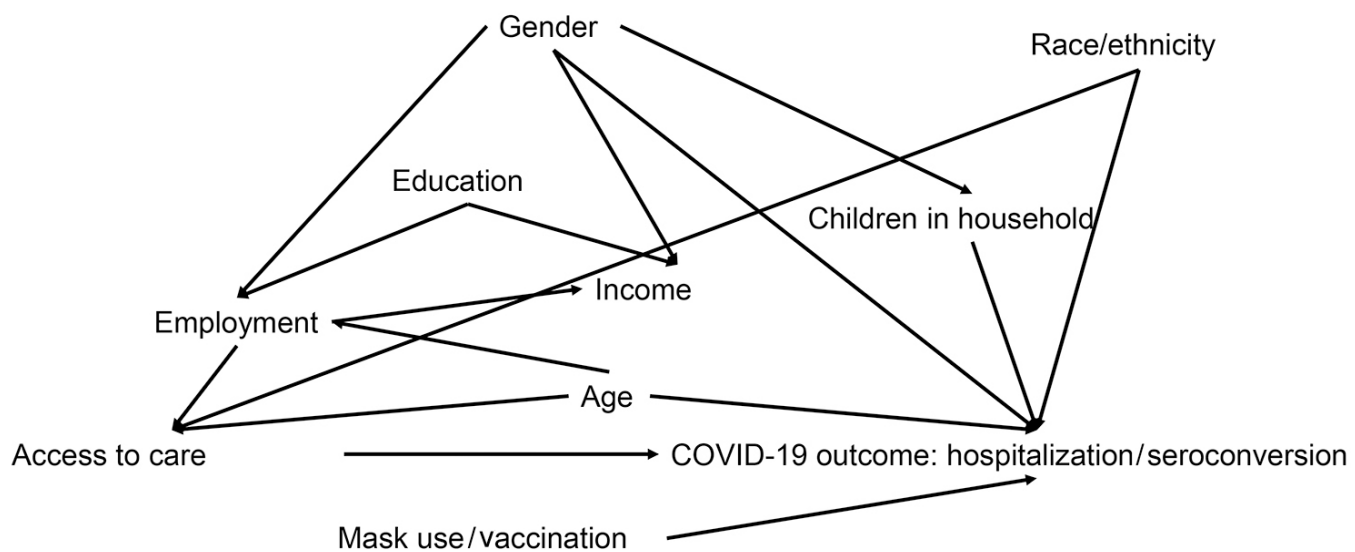 Gender
Race/ethnicity
Education
Children in household
Income
Employment
Age
Access to care
COVID-19 outcome: hospitalization/seroconversion
Mask use/vaccination